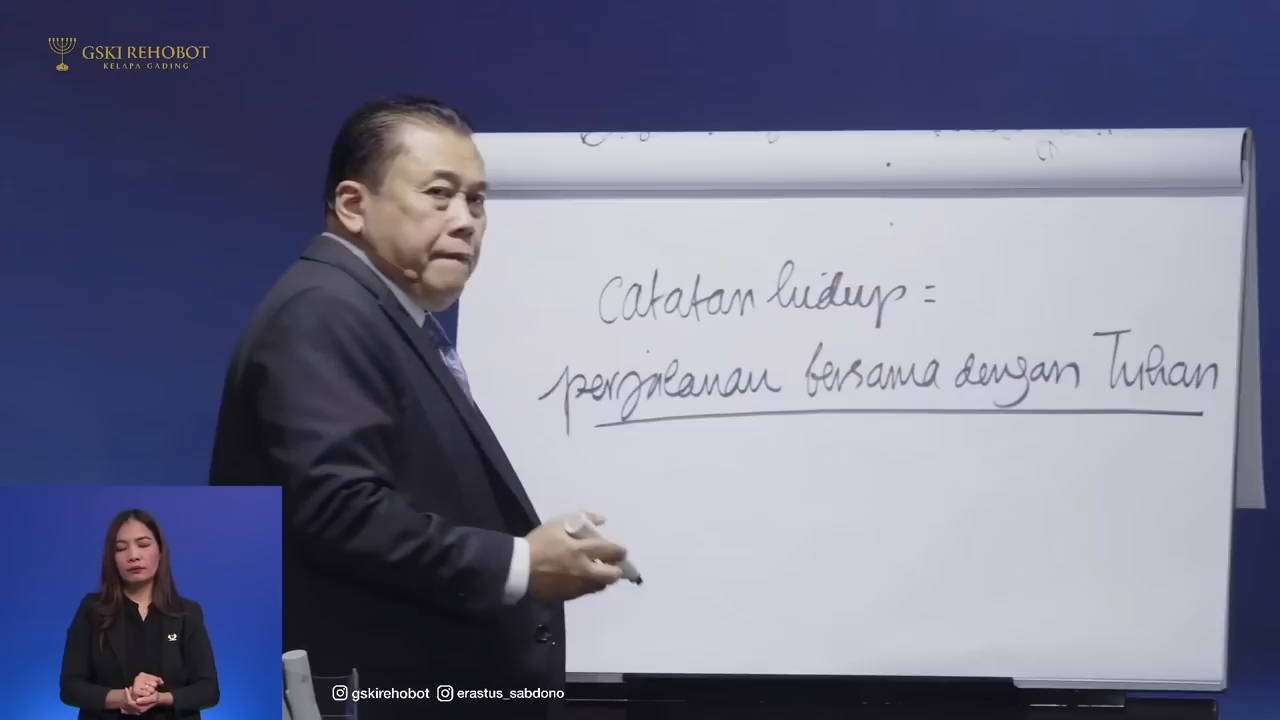 GSKI REHOBOT
KELAPA GADING
Catatan hidup =
perjalanan bersama dengan Tuhan
gskirehobot erastus_sabdono